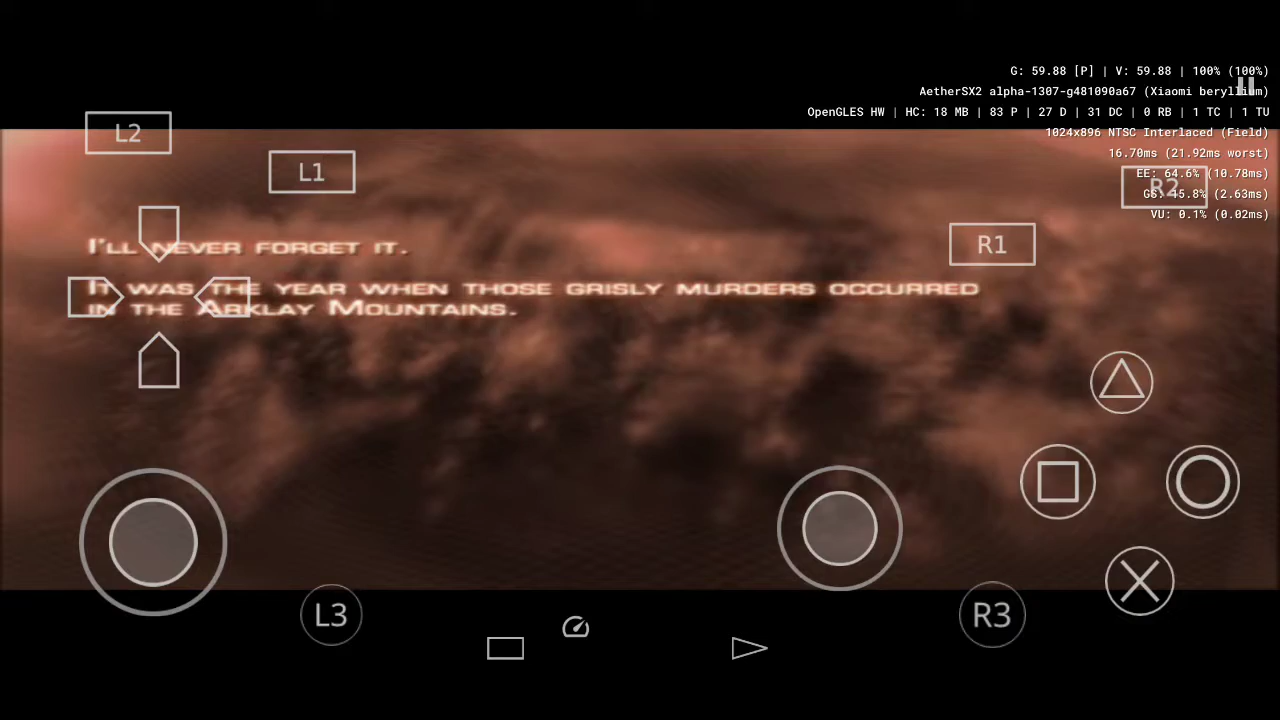 G: 59.88 [P] | V: 59.88 | 100% (100%)
AetherSX2 alpha-1307-g481090a67 (Xiaomi beryllium)
OpenGLES HW | HC: 18 MB | 83 P | 27 D | 31 DC | 0 RB | 1 TC | 1 TU
1024x896 NTSC Interlaced (Field)
16.70ms (21.92ms worst)
EE: 64.6% (10.78ms)
GS: 45.8% (2.63ms)
VU: 0.1% (0.02ms)
L2
L1
R2
R1
I'll never forget it.
It was the year when those grisly murders occurred
in the Arklay Mountains.
L3
R3